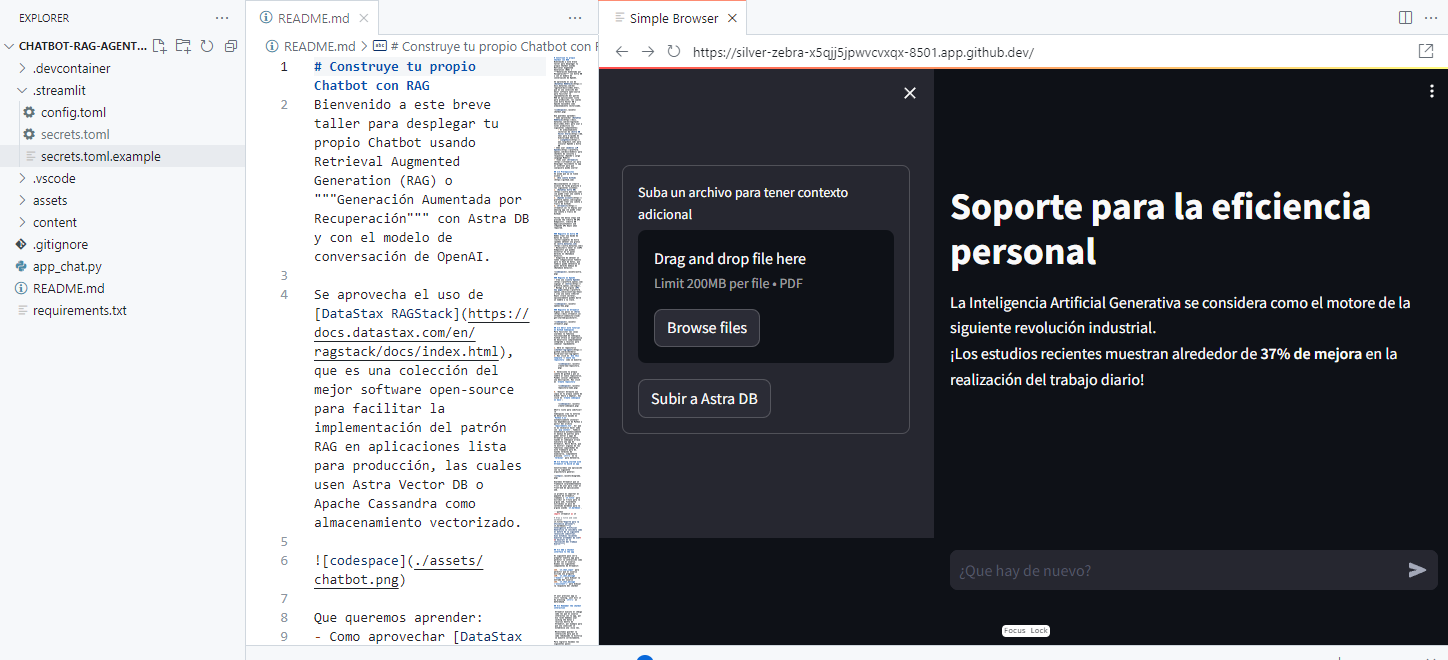 EXPLORER
CHATBOT-RAG-AGENT...
.devcontainer
.streamlit
config.toml
secrets.toml
secrets.toml.example
.vscode
assets
content
.gitignore
app_chat.py
README.md
requirements.txt
README.md
README.md > # Construye tu propio Chatbot con R
1 # Construye tu propio
Chatbot con RAG
2 Bienvenido a este breve
taller para desplegar tu
propio Chatbot usando
Retrieval Augmented
Generation (RAG) o
"""Generación Aumentada por
Recuperación""" con Astra DB
y con el modelo de
conversación de OpenAI.
3
4 Se aprovecha el uso de
[DataStax RAGStack](https://
docs.datastax.com/en/
ragstack/docs/index.html),
que es una colección del
mejor software open-source
para facilitar la
implementación del patrón
RAG en aplicaciones lista
para producción, las cuales
usen Astra Vector DB o
Apache Cassandra como
almacenamiento vectorizado.
5
6 ![codespace](./assets/
chatbot.png)
7
8 Que queremos aprender:
9 - Como aprovechar [DataStax
Simple Browser
https://silver-zebra-x5qjj5jpwvcvxqx-8501.app.github.dev/
Suba un archivo para tener contexto
adicional
Drag and drop file here
Limit 200MB per file • PDF
Browse files
Subir a Astra DB
Soporte para la eficiencia
personal
La Inteligencia Artificial Generativa se considera como el motore de la
siguiente revolución industrial.
¡Los estudios recientes muestran alrededor de 37% de mejora en la
realización del trabajo diario!
¿Que hay de nuevo?
Focus Lock